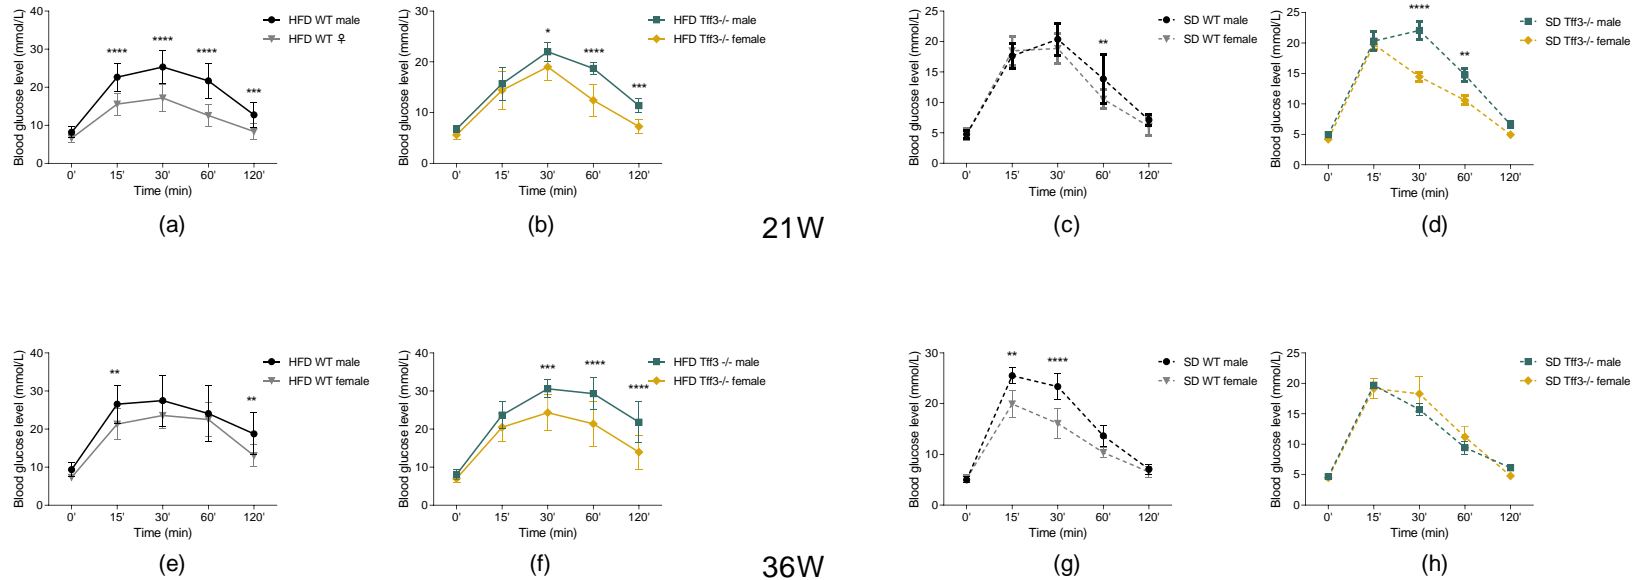 Blood glucose level (mmol/L)
40
30
20
10
0
0'
15'
30'
60'
120'
Time (min)
****
****
****
***
HFD WT male
HFD WT ♀
(a)
Blood glucose level (mmol/L)
30
20
10
0
0'
15'
30'
60'
120'
Time (min)
*
****
***
HFD Tff3-/- male
HFD Tff3-/- female
(b)
21W
Blood glucose level (mmol/L)
25
20
15
10
5
0
0'
15'
30'
60'
120'
Time (min)
**
SD WT male
SD WT female
(c)
Blood glucose level (mmol/L)
25
20
15
10
5
0
0'
15'
30'
60'
120'
Time (min)
****
**
SD Tff3-/- male
SD Tff3-/- female
(d)
Blood glucose level (mmol/L)
40
30
20
10
0
0'
15'
30'
60'
120'
Time (min)
**
**
HFD WT male
HFD WT female
(e)
Blood glucose level (mmol/L)
40
30
20
10
0
0'
15'
30'
60'
120'
Time (min)
***
****
****
HFD Tff3 -/- male
HFD Tff3-/- female
(f)
36W
Blood glucose level (mmol/L)
30
20
10
0
0'
15'
30'
60'
120'
Time (min)
**
****
SD WT male
SD WT female
(g)
Blood glucose level (mmol/L)
25
20
15
10
5
0
0'
15'
30'
60'
120'
Time (min)
SD Tff3-/- male
SD Tff3-/- female
(h)